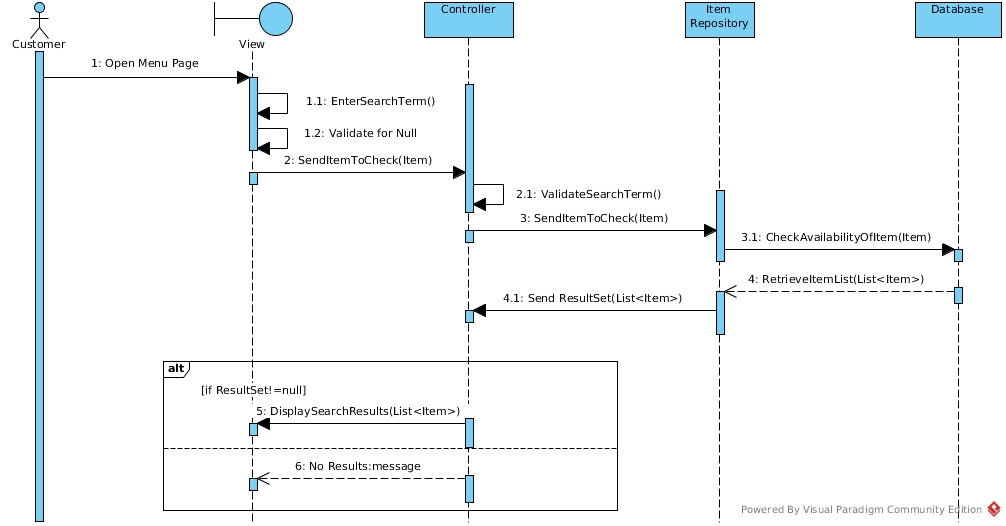 Customer
View
Controller
Item
Repository
Database
1: Open Menu Page
1.1: EnterSearchTerm()
1.2: Validate for Null
2: SendItemToCheck(Item)
2.1: ValidateSearchTerm()
3: SendItemToCheck(Item)
3.1: CheckAvailabilityOfItem(Item)
4: RetrieveItemList(List<Item>)
4.1: Send ResultSet(List<Item>)
alt
[if ResultSet!=null]
5: DisplaySearchResults(List<Item>)
6: No Results:message
Powered By Visual Paradigm Community Edition